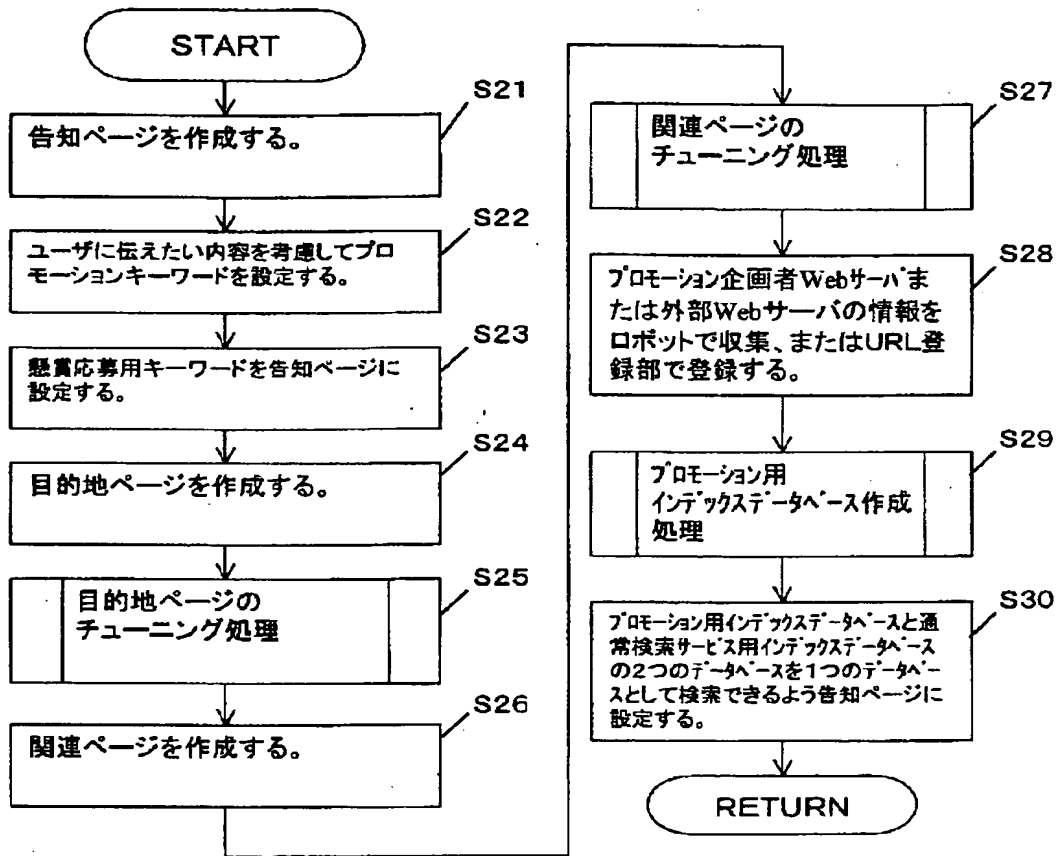 START
S21
告知ページを作成する。
S22
ユーザに伝えたい内容を考慮してプロ
モーションキーワードを設定する。
S23
懸賞応募用キーワードを告知ページに
設定する。
S24
目的地ページを作成する。
S25
目的地ページの
チューニング処理
S26
関連ページを作成する。
S27
関連ページの
チューニング処理
S28
プロモーション企画者Webサーバま
たは外部Webサーバの情報を
ロボットで収集、またはURL登
録部で登録する。
S29
プロモーション用
インデックスデータベース作成
処理
S30
プロモーション用インデックスデータベースと通
常検索サービス用インデックスデータベース
の2つのデータベースを1つのデータベー
スとして検索できるよう告知ページに
設定する。
RETURN